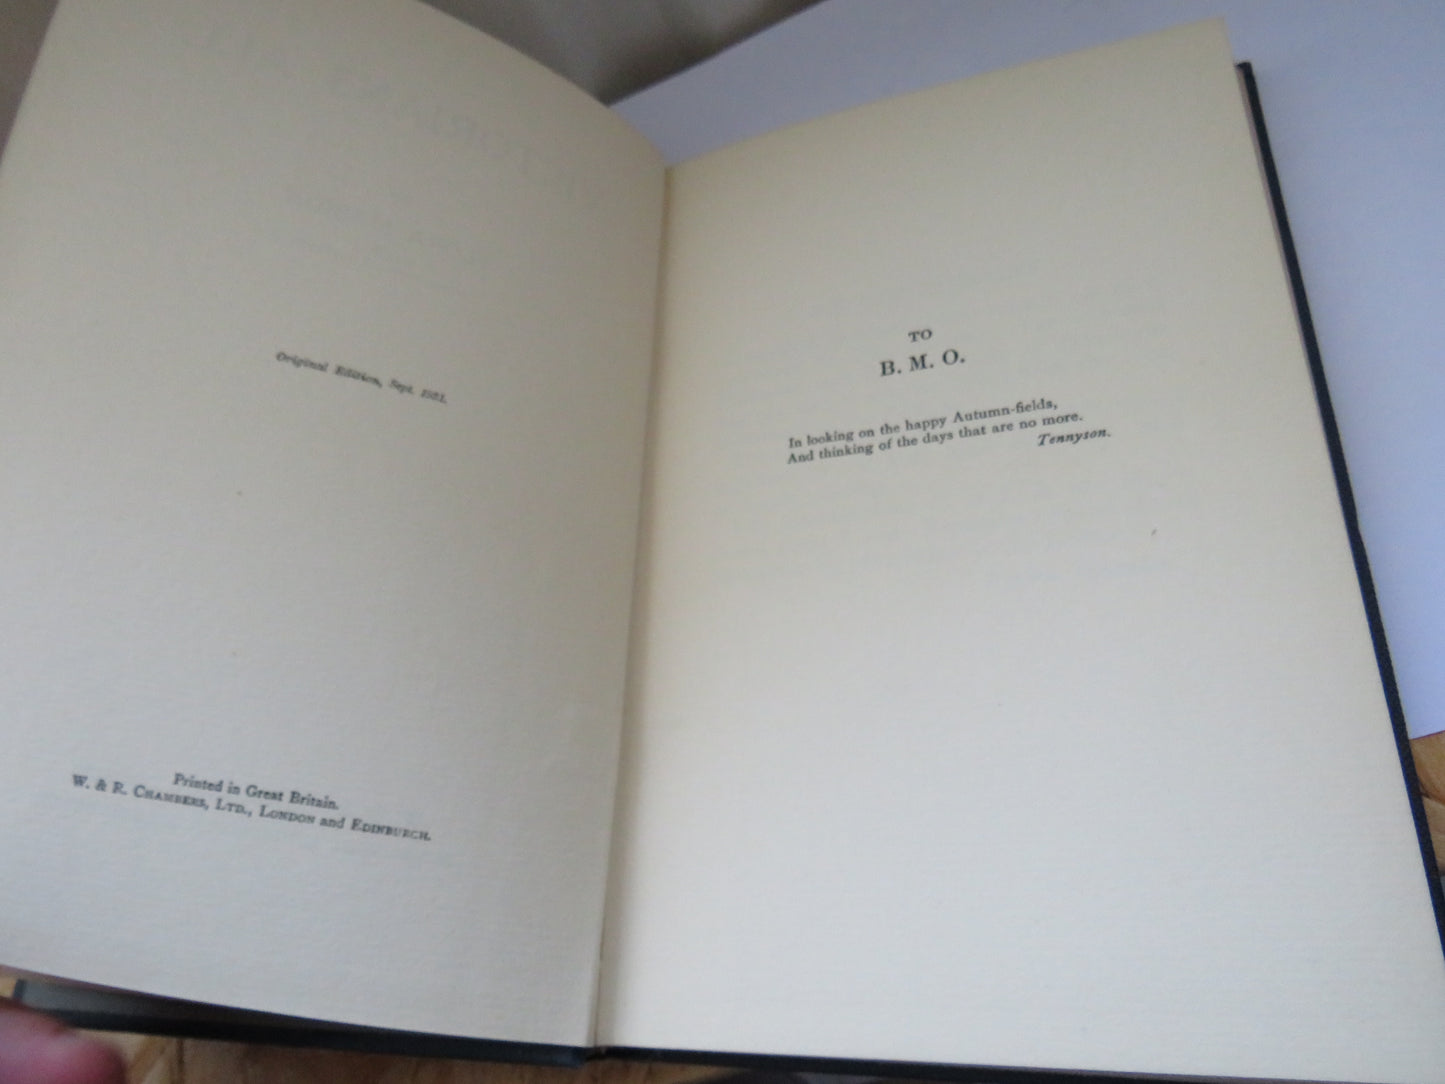 Original Edition, Sept. 1931.
Printed in Great Britain.
W. & R. CHAMBERS, LTD., LONDON and EDINBURGH.
TO
B. M. O.
In looking on the happy Autumn-fields,
And thinking of the days that are no more.
Tennyson.